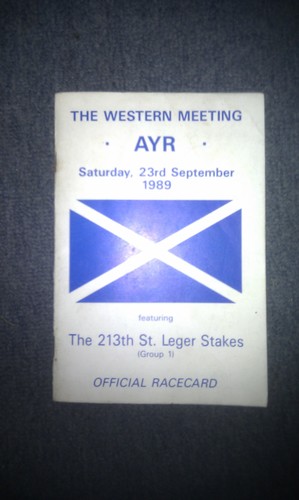 THE WESTERN MEETING
· AYR ·
Saturday, 23rd September
1989
featuring
The 213th St. Leger Stakes
(Group 1)
OFFICIAL RACECARD